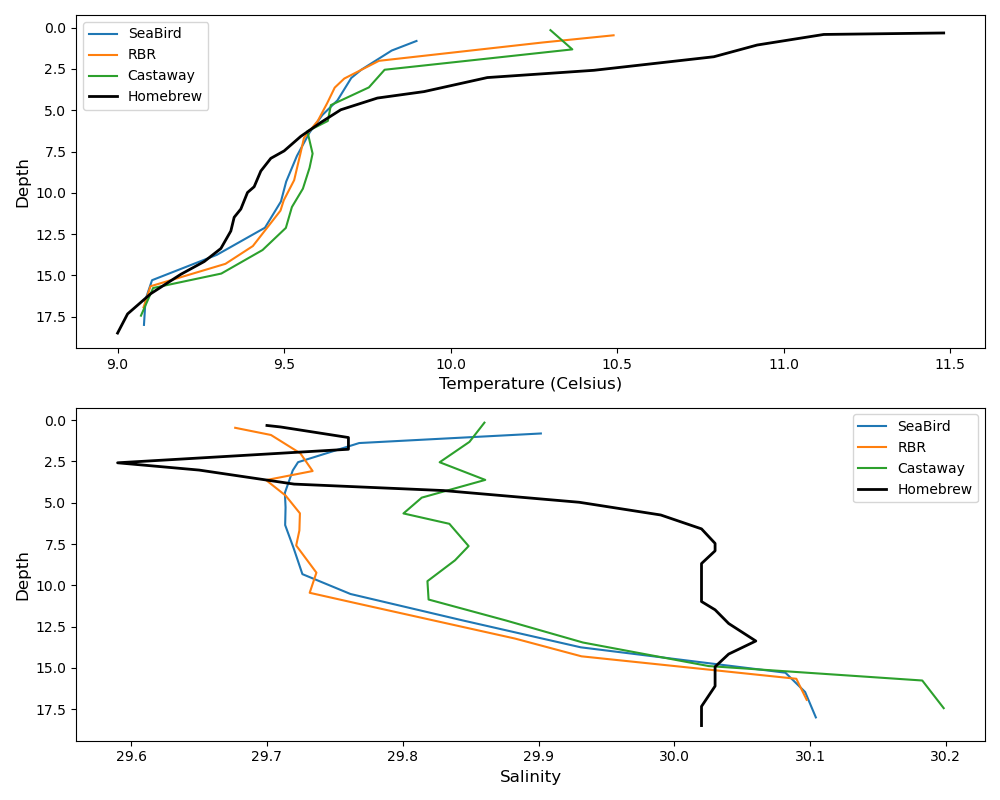 SeaBird
RBR
Castaway
Homebrew
Depth
0.0
2.5
5.0
7.5
10.0
12.5
15.0
17.5
9.0 9.5 10.0 10.5 11.0 11.5
Temperature (Celsius)
SeaBird
RBR
Castaway
Homebrew
Depth
0.0
2.5
5.0
7.5
10.0
12.5
15.0
17.5
29.6 29.7 29.8 29.9 30.0 30.1 30.2
Salinity